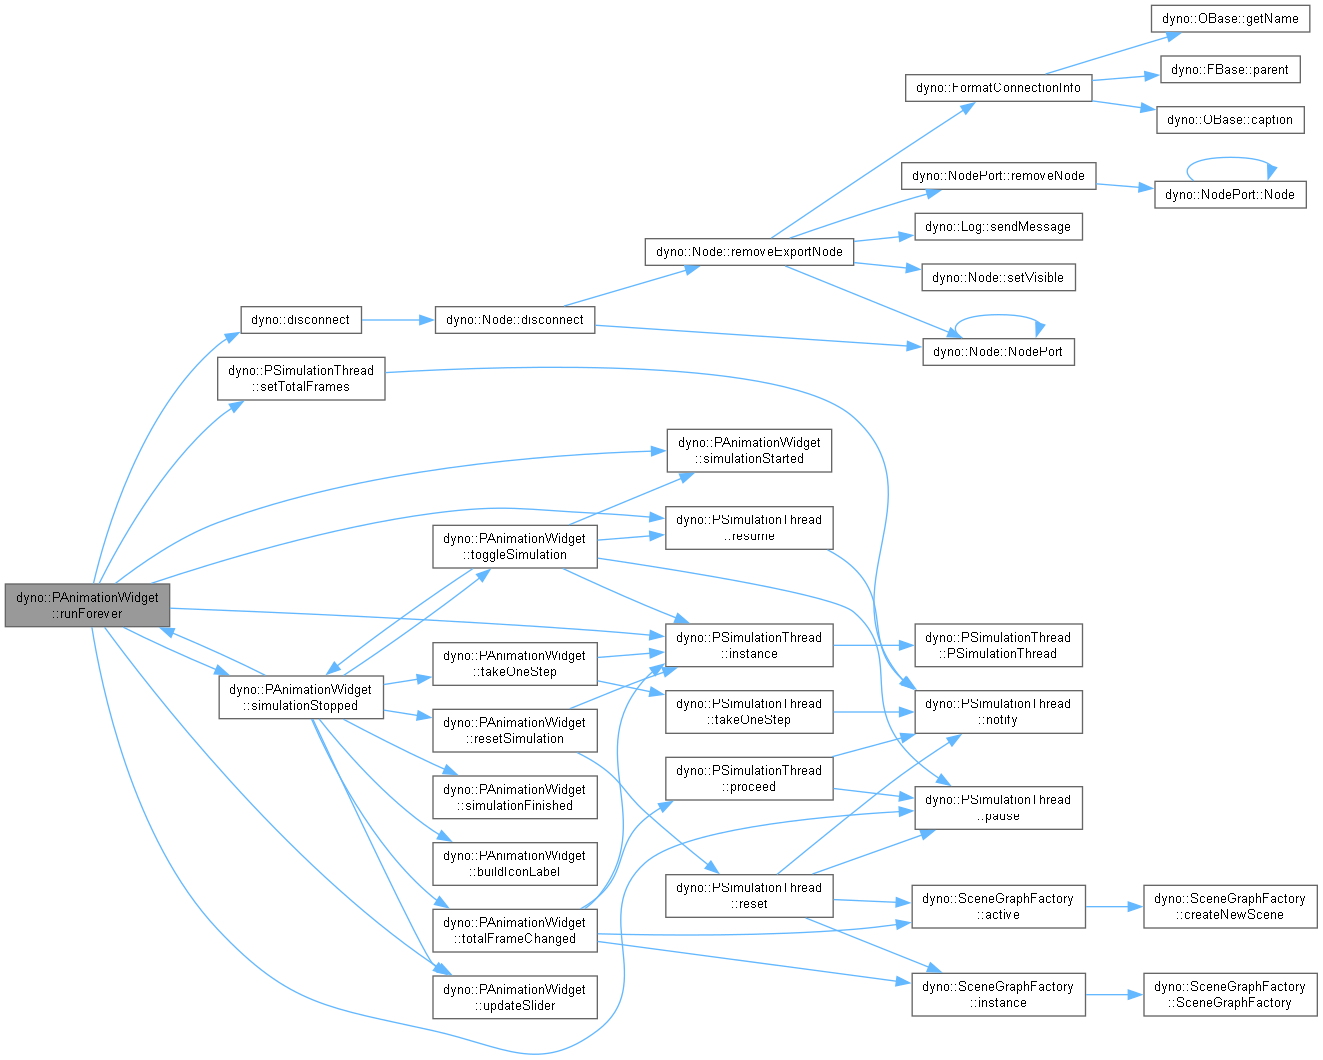 dyno::OBase::getName
dyno::FBase::parent
dyno::FormatConnectionInfo
dyno::OBase::caption
dyno::NodePort::removeNode
dyno::NodePort::Node
dyno::Log::sendMessage
dyno::Node::removeExportNode
dyno::Node::setVisible
dyno::disconnect
dyno::Node::disconnect
dyno::Node::NodePort
dyno::PSimulationThread
::setTotalFrames
dyno::PAnimationWidget
::simulationStarted
dyno::PSimulationThread
::resume
dyno::PAnimationWidget
::toggleSimulation
dyno::PAnimationWidget
::runForever
dyno::PSimulationThread
::instance
dyno::PSimulationThread
::PSimulationThread
dyno::PAnimationWidget
::takeOneStep
dyno::PAnimationWidget
::simulationStopped
dyno::PSimulationThread
::takeOneStep
dyno::PSimulationThread
::notify
dyno::PAnimationWidget
::resetSimulation
dyno::PSimulationThread
::proceed
dyno::PAnimationWidget
::simulationFinished
dyno::PSimulationThread
::pause
dyno::PAnimationWidget
::buildIconLabel
dyno::PSimulationThread
::reset
dyno::SceneGraphFactory
::active
dyno::SceneGraphFactory
::createNewScene
dyno::PAnimationWidget
::totalFrameChanged
dyno::PAnimationWidget
::updateSlider
dyno::SceneGraphFactory
::instance
dyno::SceneGraphFactory
::SceneGraphFactory